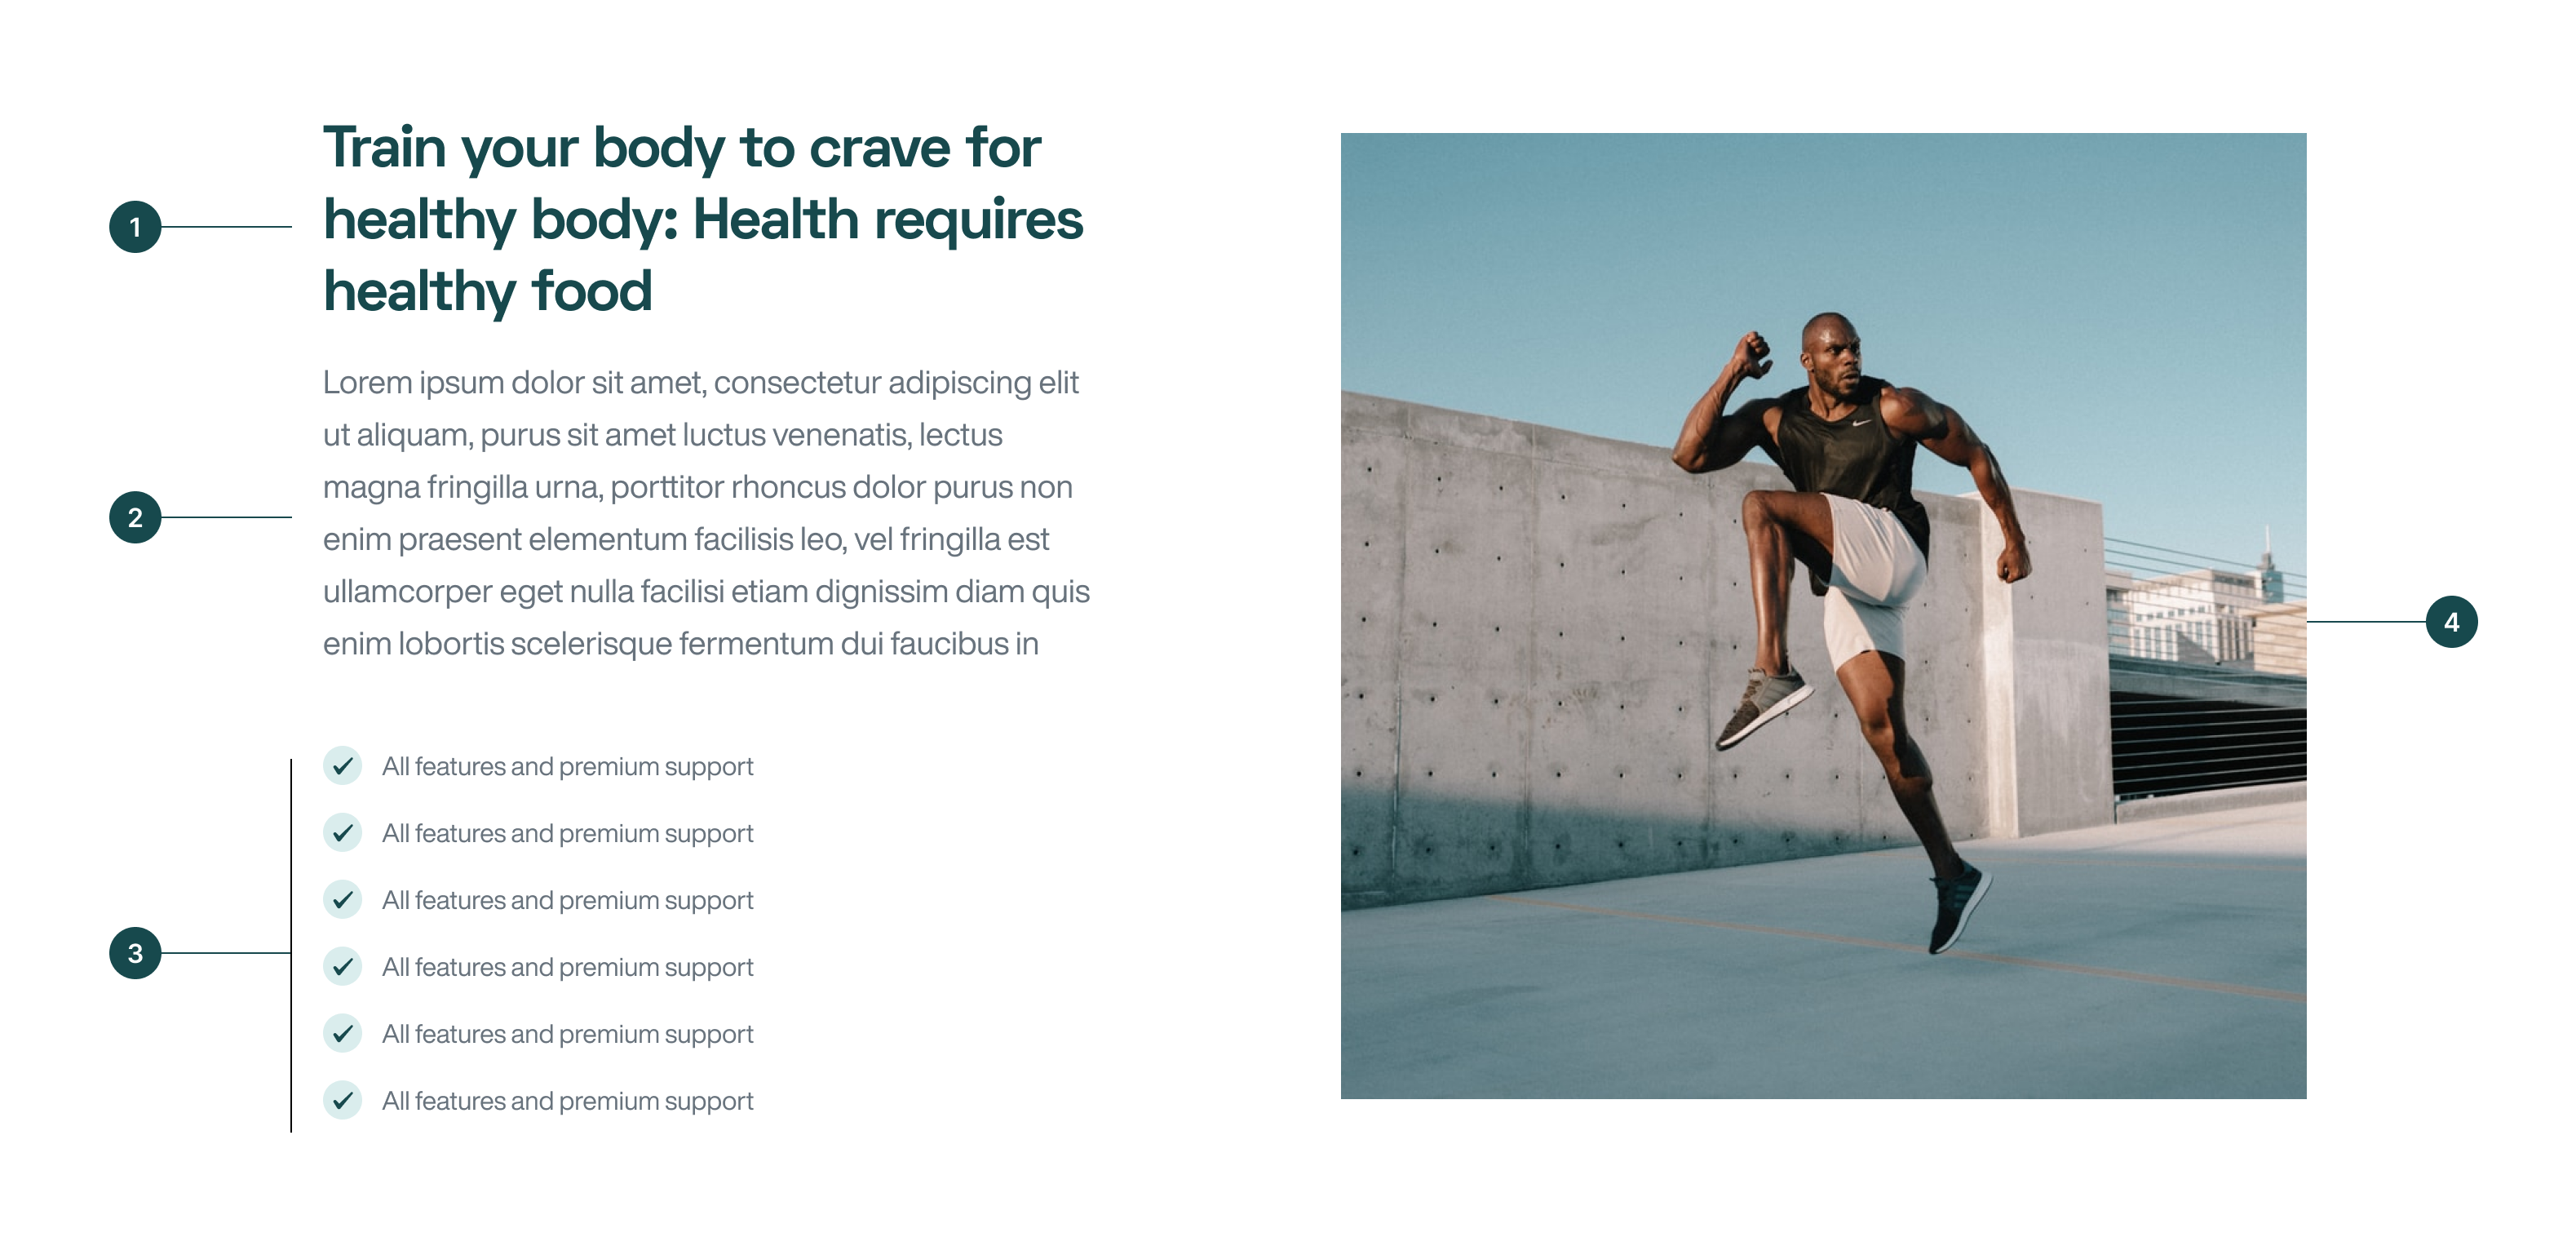 Train your body to crave for
healthy body: Health requires
healthy food
1
Lorem ipsum dolor sit amet, consectetur adipiscing elit
ut aliquam, purus sit amet luctus venenatis, lectus
magna fringilla urna, porttitor rhoncus dolor purus non
enim praesent elementum facilisis leo, vel fringilla est
ullamcorper eget nulla facilisi etiam dignissim diam quis
enim lobortis scelerisque fermentum dui faucibus in
2
All features and premium support
All features and premium support
All features and premium support
All features and premium support
All features and premium support
All features and premium support
3
4